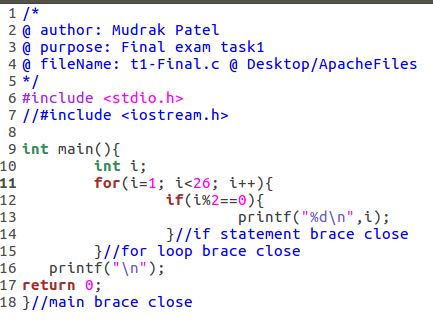 1 /*
2 @ author: Mudrak Patel
3 @ purpose: Final exam task1
4 @ fileName: t1-Final.c @ Desktop/ApacheFiles
5 */
6 #include <stdio.h>
7 //#include <iostream.h>
8
9 int main(){
10         int i;
11         for(i=1; i<26; i++){
12                 if(i%2==0){
13                         printf("%d\n",i);
14                 }//if statement brace close
15         }//for loop brace close
16    printf("\n");
17 return 0;
18 }//main brace close